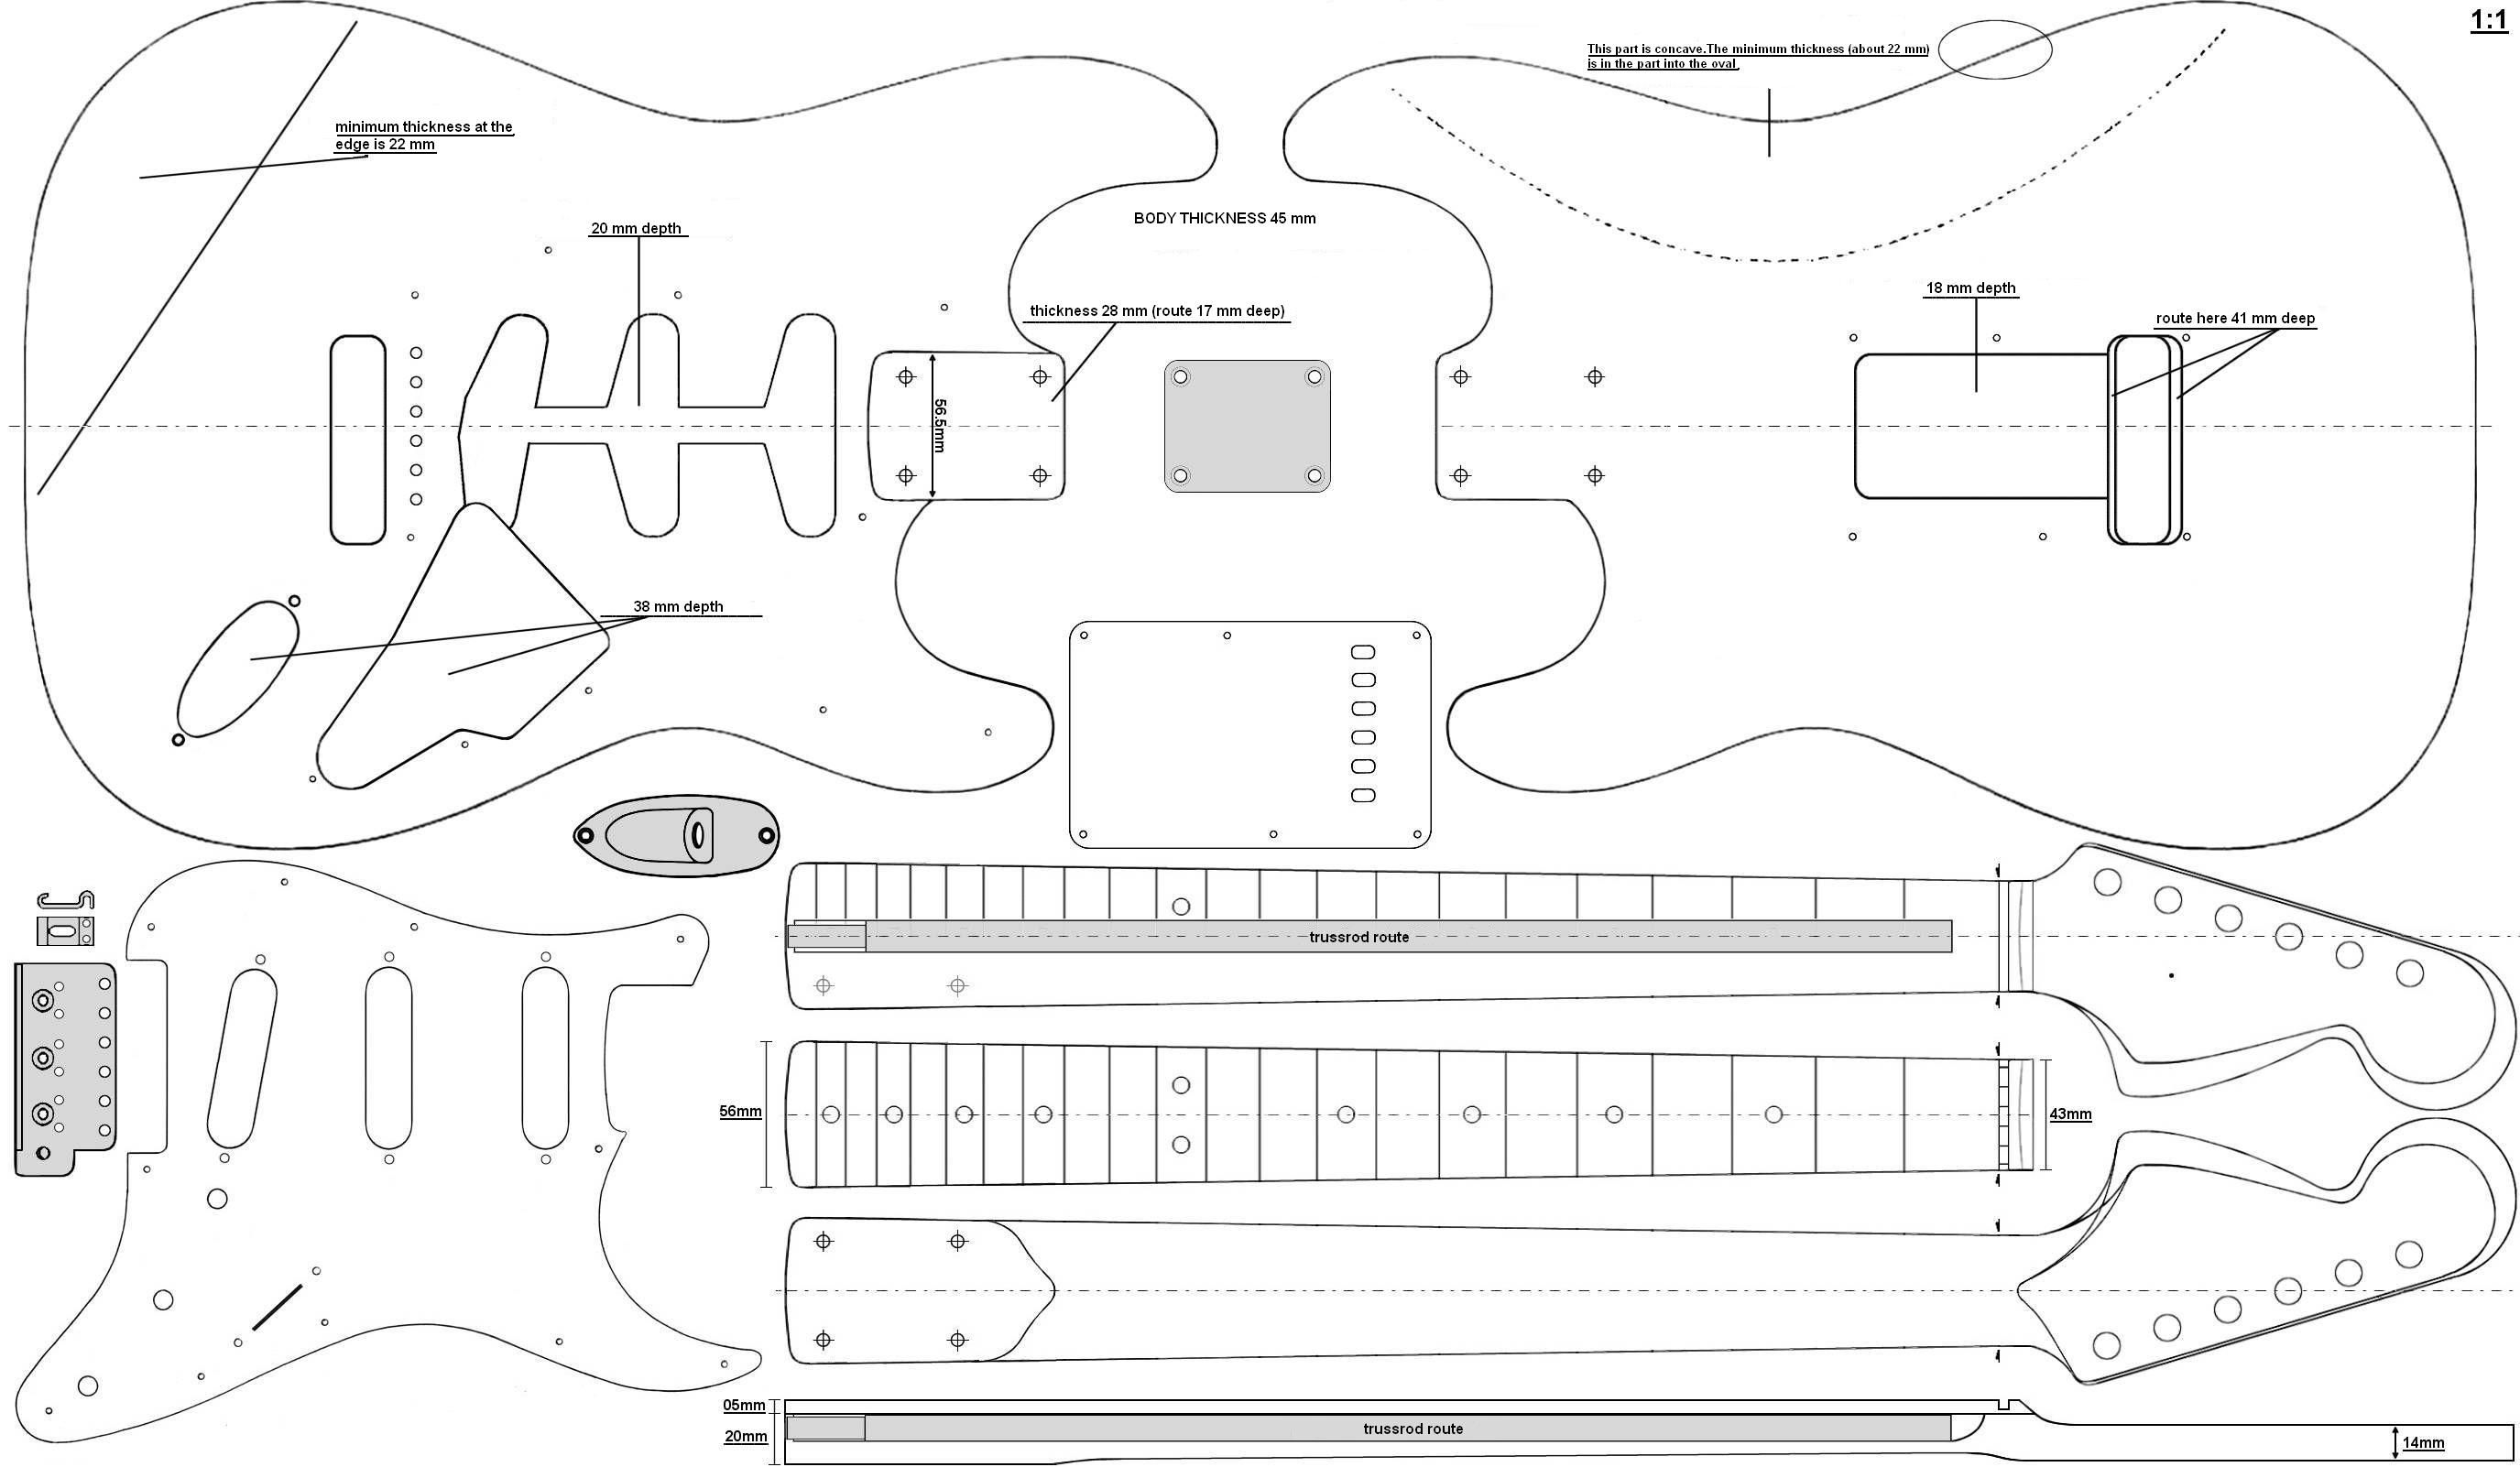 1:1
route here 41 mm deep
18 mm depth
This part is concave.The minimum thickness (about 22 mm)
is in the part into the oval.
BODY THICKNESS 45 mm
thickness 28 mm (route 17 mm deep)
56.5mm
20 mm depth
38 mm depth
minimum thickness at the
edge is 22 mm
14mm
43mm
trussrod route
trussrod route
56mm
05mm
20mm